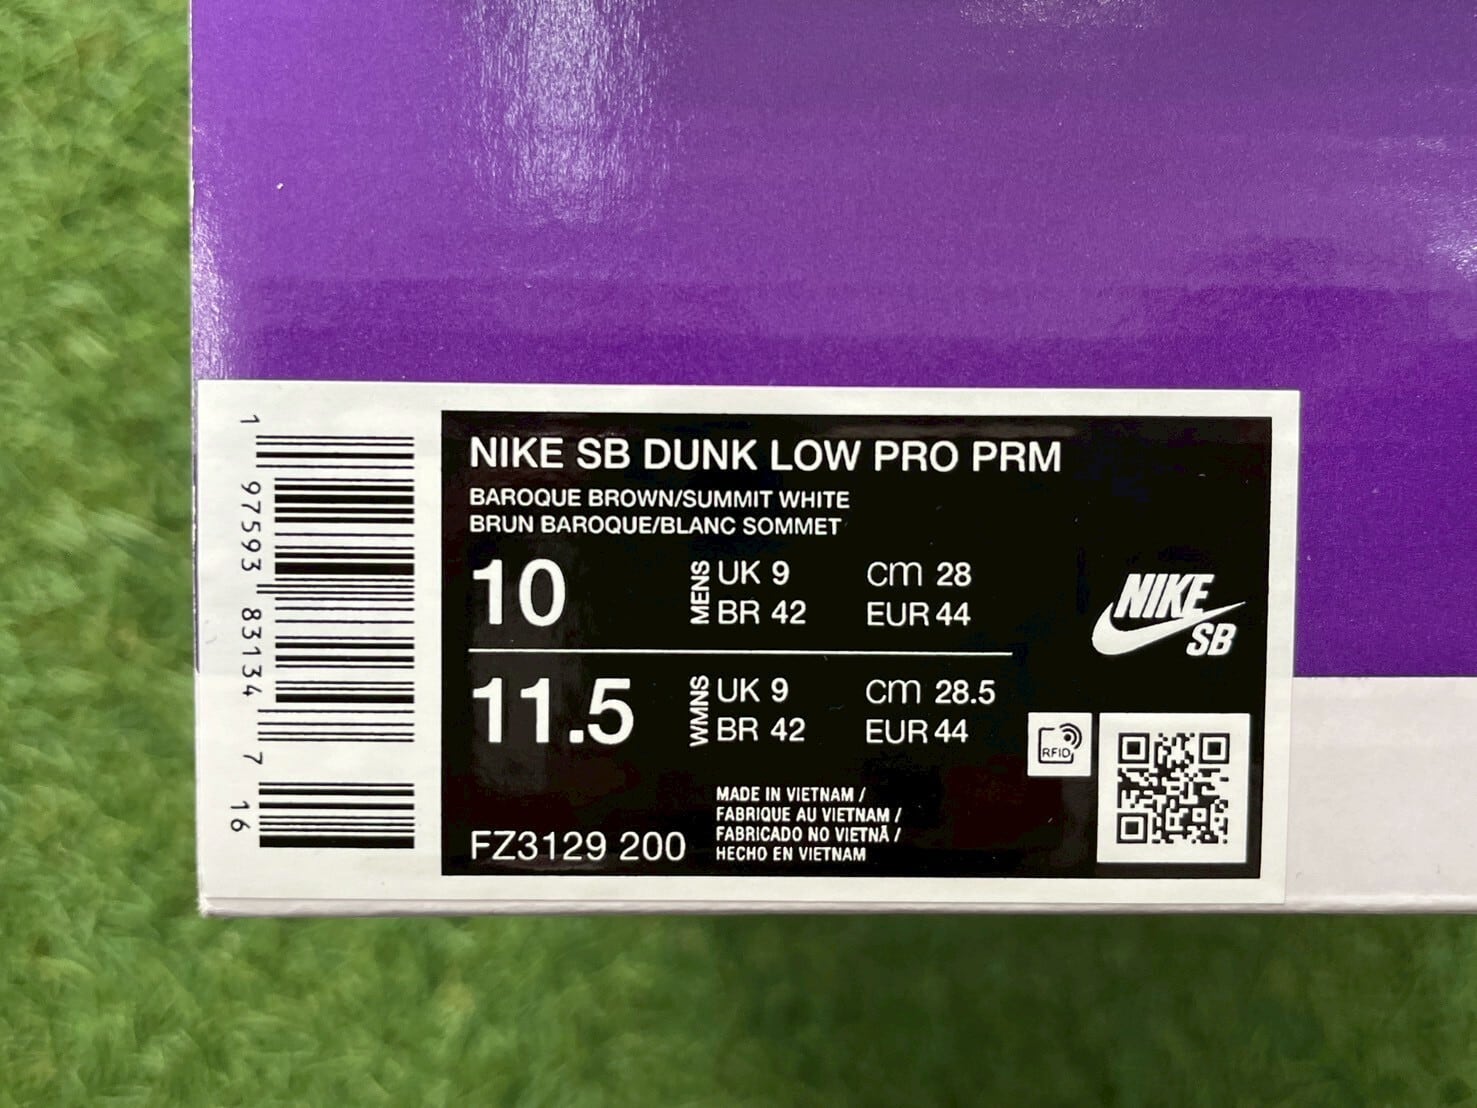 NIKE SB DUNK LOW PRO PRM
BAROQUE BROWN/SUMMIT WHITE
BRUN BAROQUE/BLANC SOMMET
10
MENS
UK 9
cm 28
BR 42
EUR 44
11.5
WMNS
UK 9
cm 28.5
BR 42
EUR 44
FZ3129 200
MADE IN VIETNAM /
FABRIQUE AU VIETNAM /
FABRICADO NO VIETNÃ /
HECHO EN VIETNAM
NIKE
SB
RFID
1 97593 83134 7 16